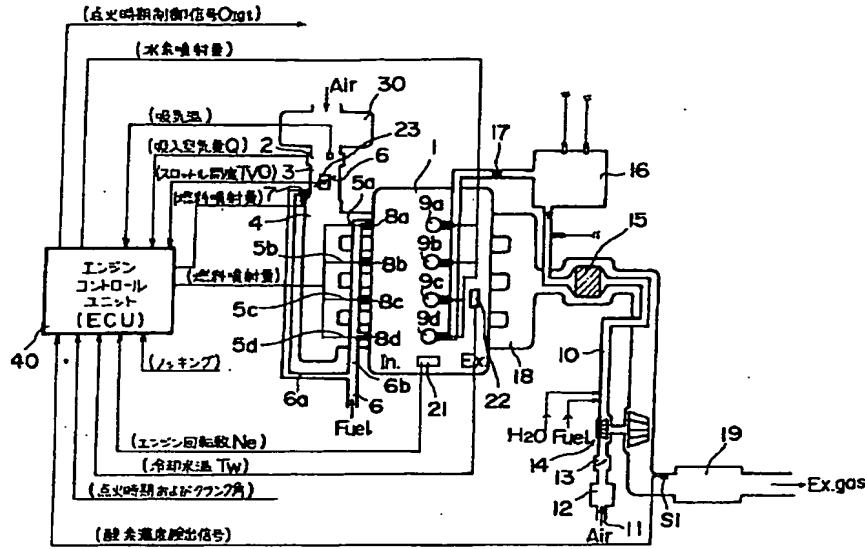 (点火時期制御信号Oigt)
(水素噴射量)
Air
30
(吸気温)
23
(吸入空気量Q)
2
6
1
17
3
(スロットル開度TVO)
5a
16
7
(燃料噴射量)
4
8a
9a
15
5b
9b
8b
エンジン
コントロール
ユニット
(ECU)
(燃料噴射量)
9c
5c
8c
9d
40
10
5d
8d
18
(ノッキング)
In.
Ex.
22
6a
6b
21
6
H2O
Fuel
19
Fuel
14
(エンジン回転数Ne)
13
(冷却水温Tw)
12
S1
Ex.gas
(点火時期およびクランク角)
11
Air
(酸素濃度検出信号)